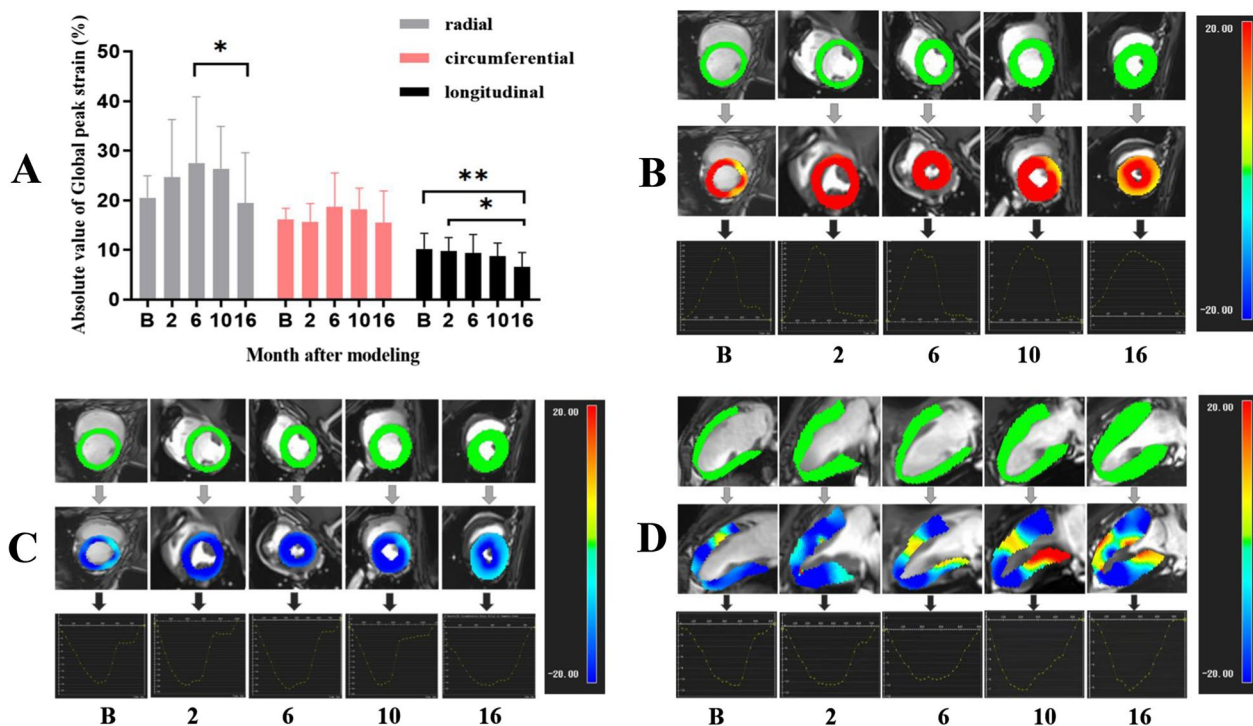 A
Absolute value of Global peak strain (%)
50
40
30
20
10
0
*
**
*
radial
circumferential
longitudinal
B 2 6 10 16 B 2 6 10 16 B 2 6 10 16
Month after modeling
B
20.00
-20.00
B 2 6 10 16
C
20.00
-20.00
B 2 6 10 16
D
20.00
-20.00
B 2 6 10 16